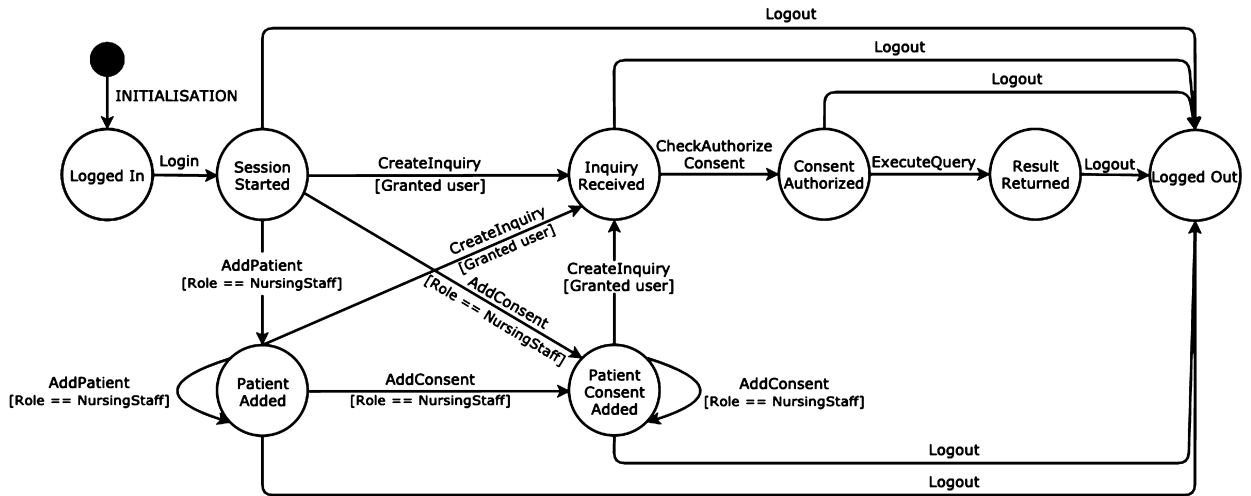 Logout
Logout
Logout
INITIALISATION
Logged In
Login
Session
Started
CreateInquiry
[Granted user]
Inquiry
Received
CheckAuthorize
Consent
Consent
Authorized
ExecuteQuery
Result
Returned
Logout
Logged Out
AddPatient
[Role == NursingStaff]
CreateInquiry
[Granted user]
AddConsent
[Role == NursingStaff]
CreateInquiry
[Granted user]
AddPatient
[Role == NursingStaff]
Patient
Added
AddConsent
[Role == NursingStaff]
Patient
Consent
Added
AddConsent
[Role == NursingStaff]
Logout
Logout